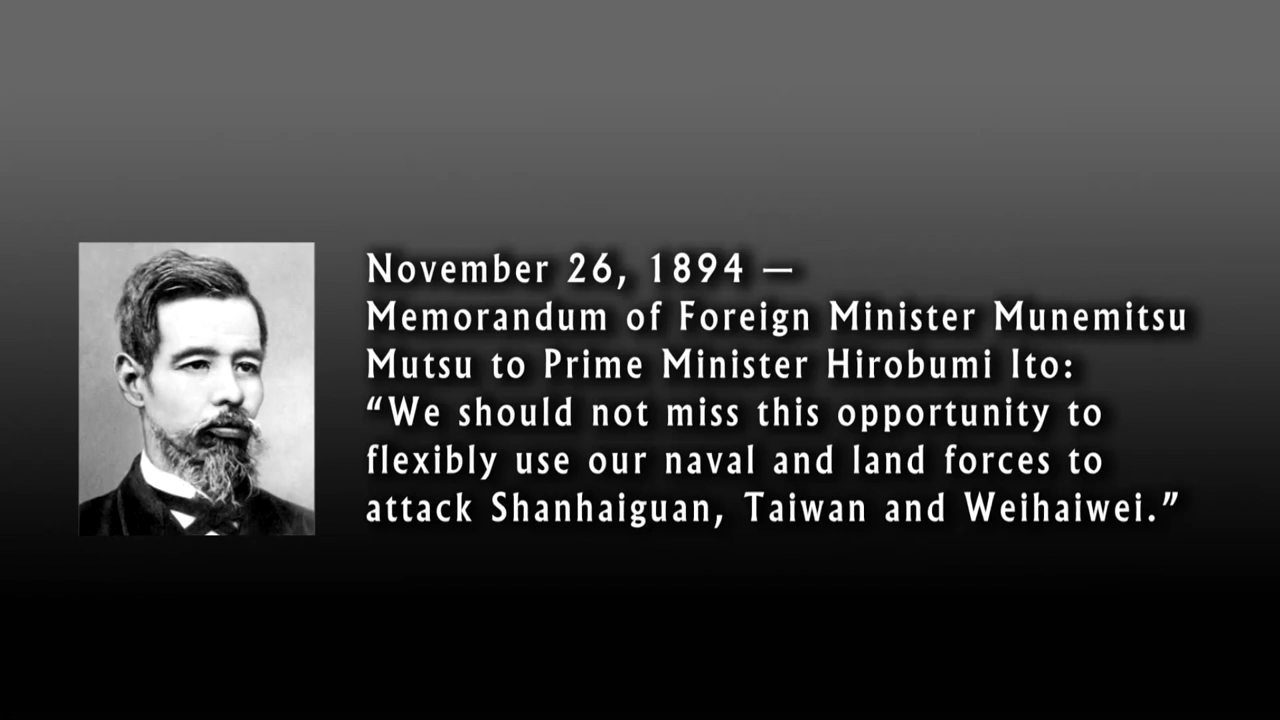 November 26, 1894 —
Memorandum of Foreign Minister Munemitsu
Mutsu to Prime Minister Hirobumi Ito:
“We should not miss this opportunity to
flexibly use our naval and land forces to
attack Shanhaiguan, Taiwan and Weihaiwei.”